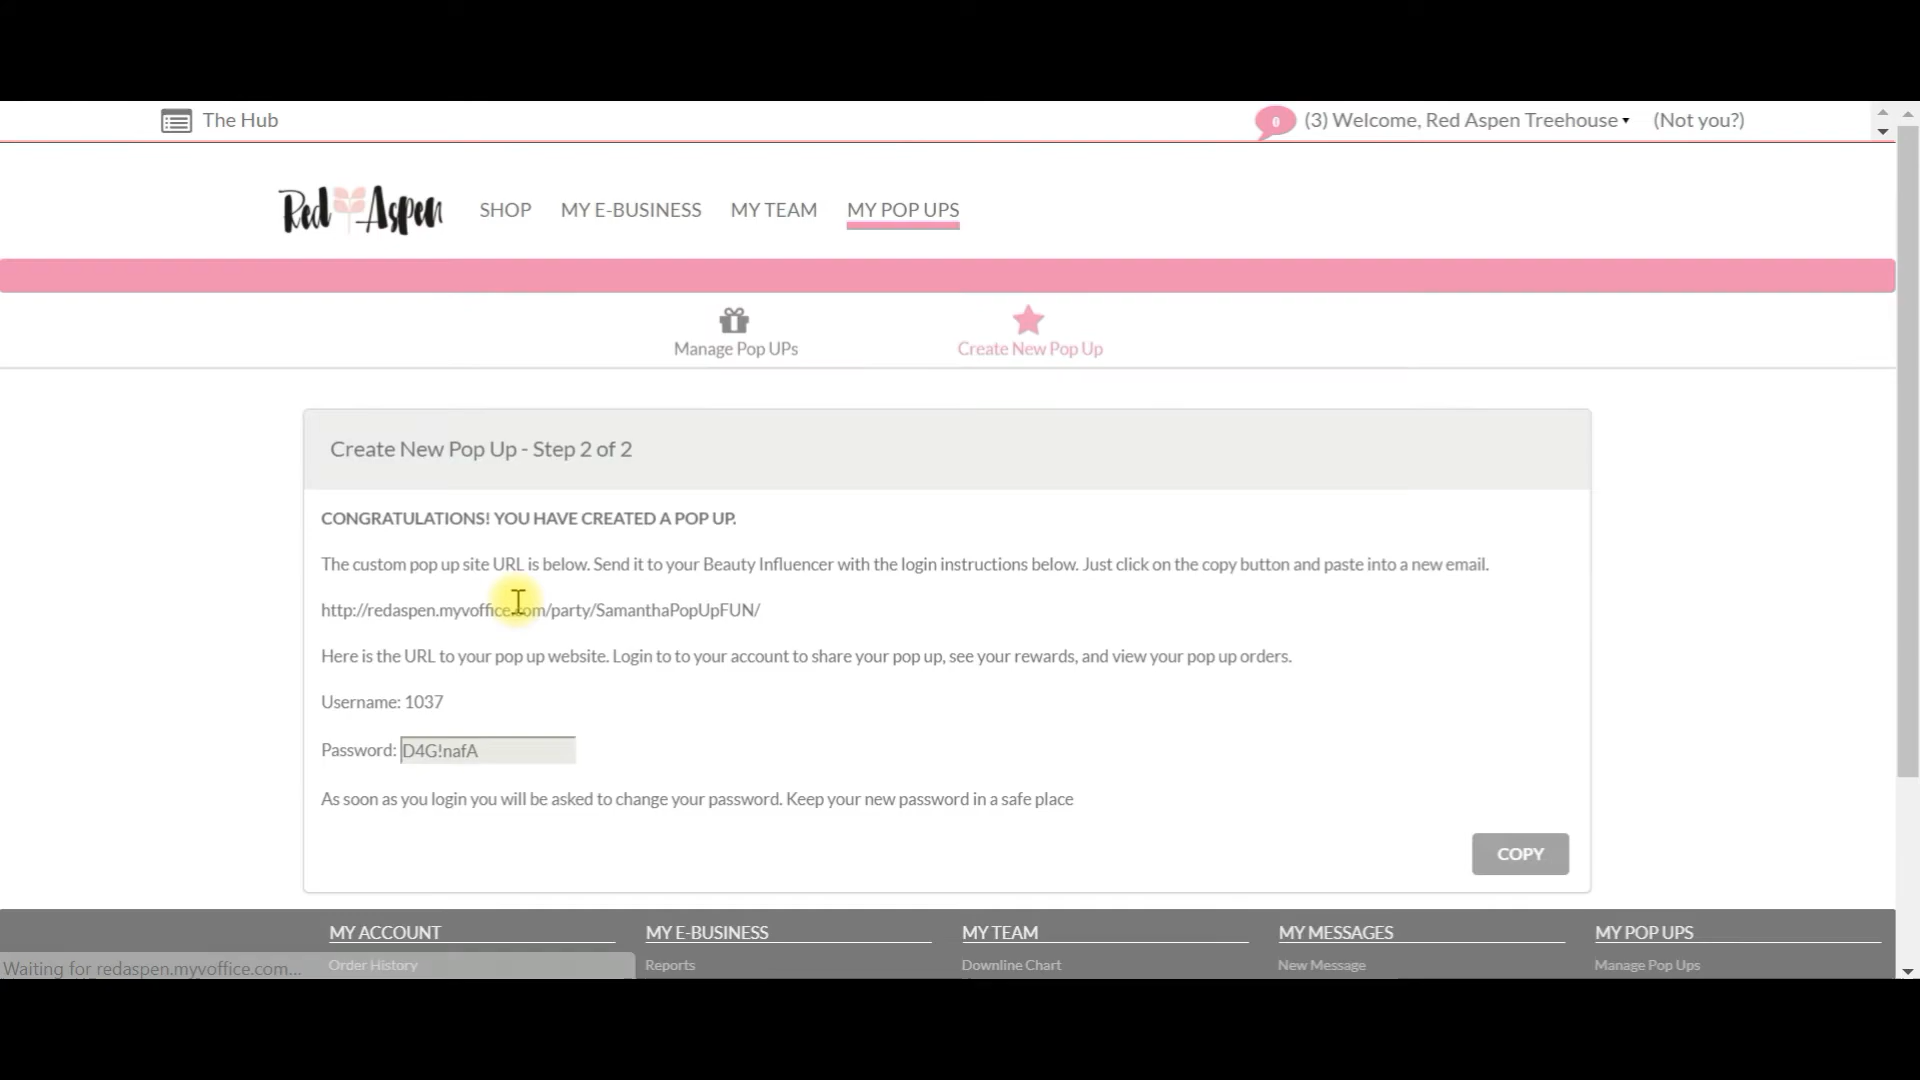 The Hub
0
(3) Welcome, Red Aspen Treehouse
(Not you?)
Red Aspen
SHOP
MY E-BUSINESS
MY TEAM
MY POP UPS
Manage Pop UPs
Create New Pop Up
Create New Pop Up - Step 2 of 2
CONGRATULATIONS! YOU HAVE CREATED A POP UP.
The custom pop up site URL is below. Send it to your Beauty Influencer with the login instructions below. Just click on the copy button and paste into a new email.
http://redaspen.myvoffice.com/party/SamanthaPopUpFUN/
Here is the URL to your pop up website. Login to to your account to share your pop up, see your rewards, and view your pop up orders.
Username: 1037
Password: D4G!nafA
As soon as you login you will be asked to change your password. Keep your new password in a safe place
COPY
MY ACCOUNT
MY E-BUSINESS
MY TEAM
MY MESSAGES
MY POP UPS
Waiting for redaspen.myvoffice.com...
Order History
Reports
Downline Chart
New Message
Manage Pop Ups